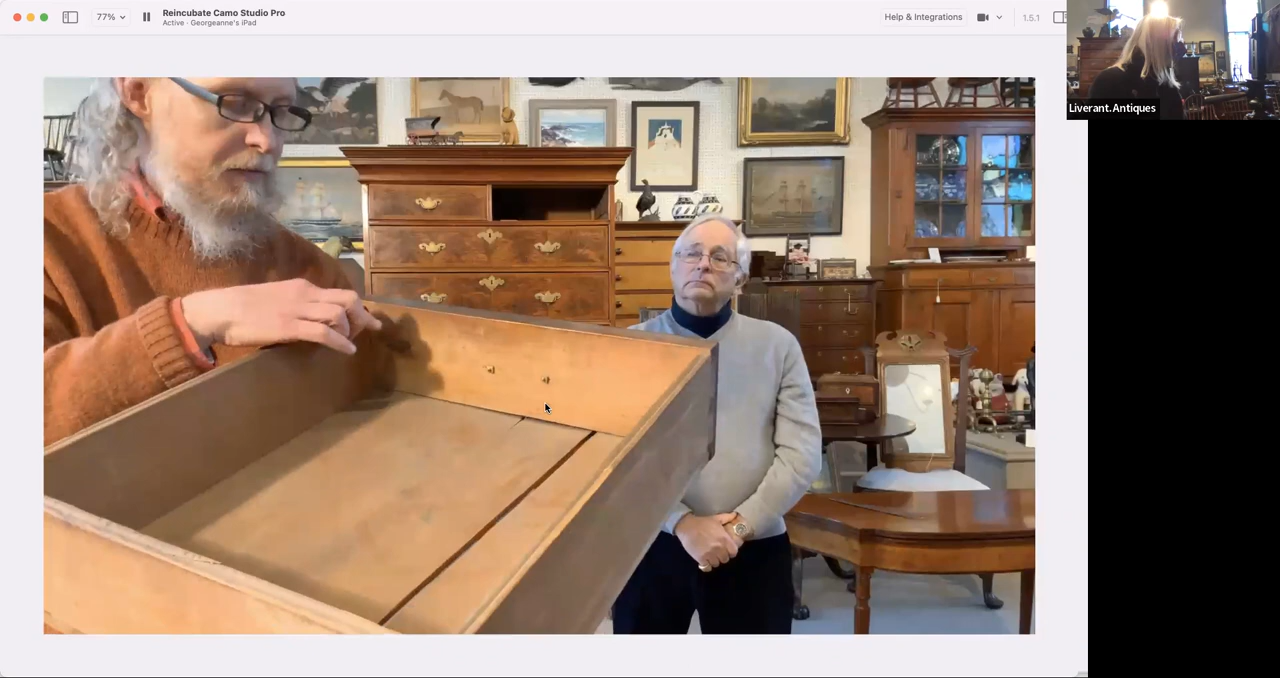 77%
Reincubate Camo Studio Pro
Active · Georgeanne's iPad
Help & Integrations
1.5.1
Liverant.Antiques